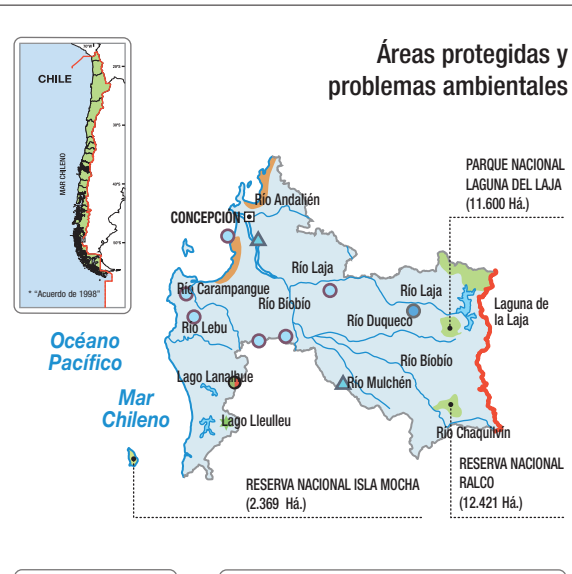 Áreas protegidas y
problemas ambientales
CHILE
MAR CHILENO
* "Acuerdo de 1998"
PARQUE NACIONAL
LAGUNA DEL LAJA
(11.600 Há.)
Río Andalién
CONCEPCIÓN
Río Laja
Río Laja
Río Carampangue
Río Biobío
Laguna de
la Laja
Río Duqueco
Río Lebu
Océano
Pacífico
Río Biobío
Lago Lanalhue
Río Mulchén
Mar
Chileno
Lago Lleulleu
Río Chaquilvín
RESERVA NACIONAL
RALCO
(12.421 Há.)
RESERVA NACIONAL ISLA MOCHA
(2.369 Há.)